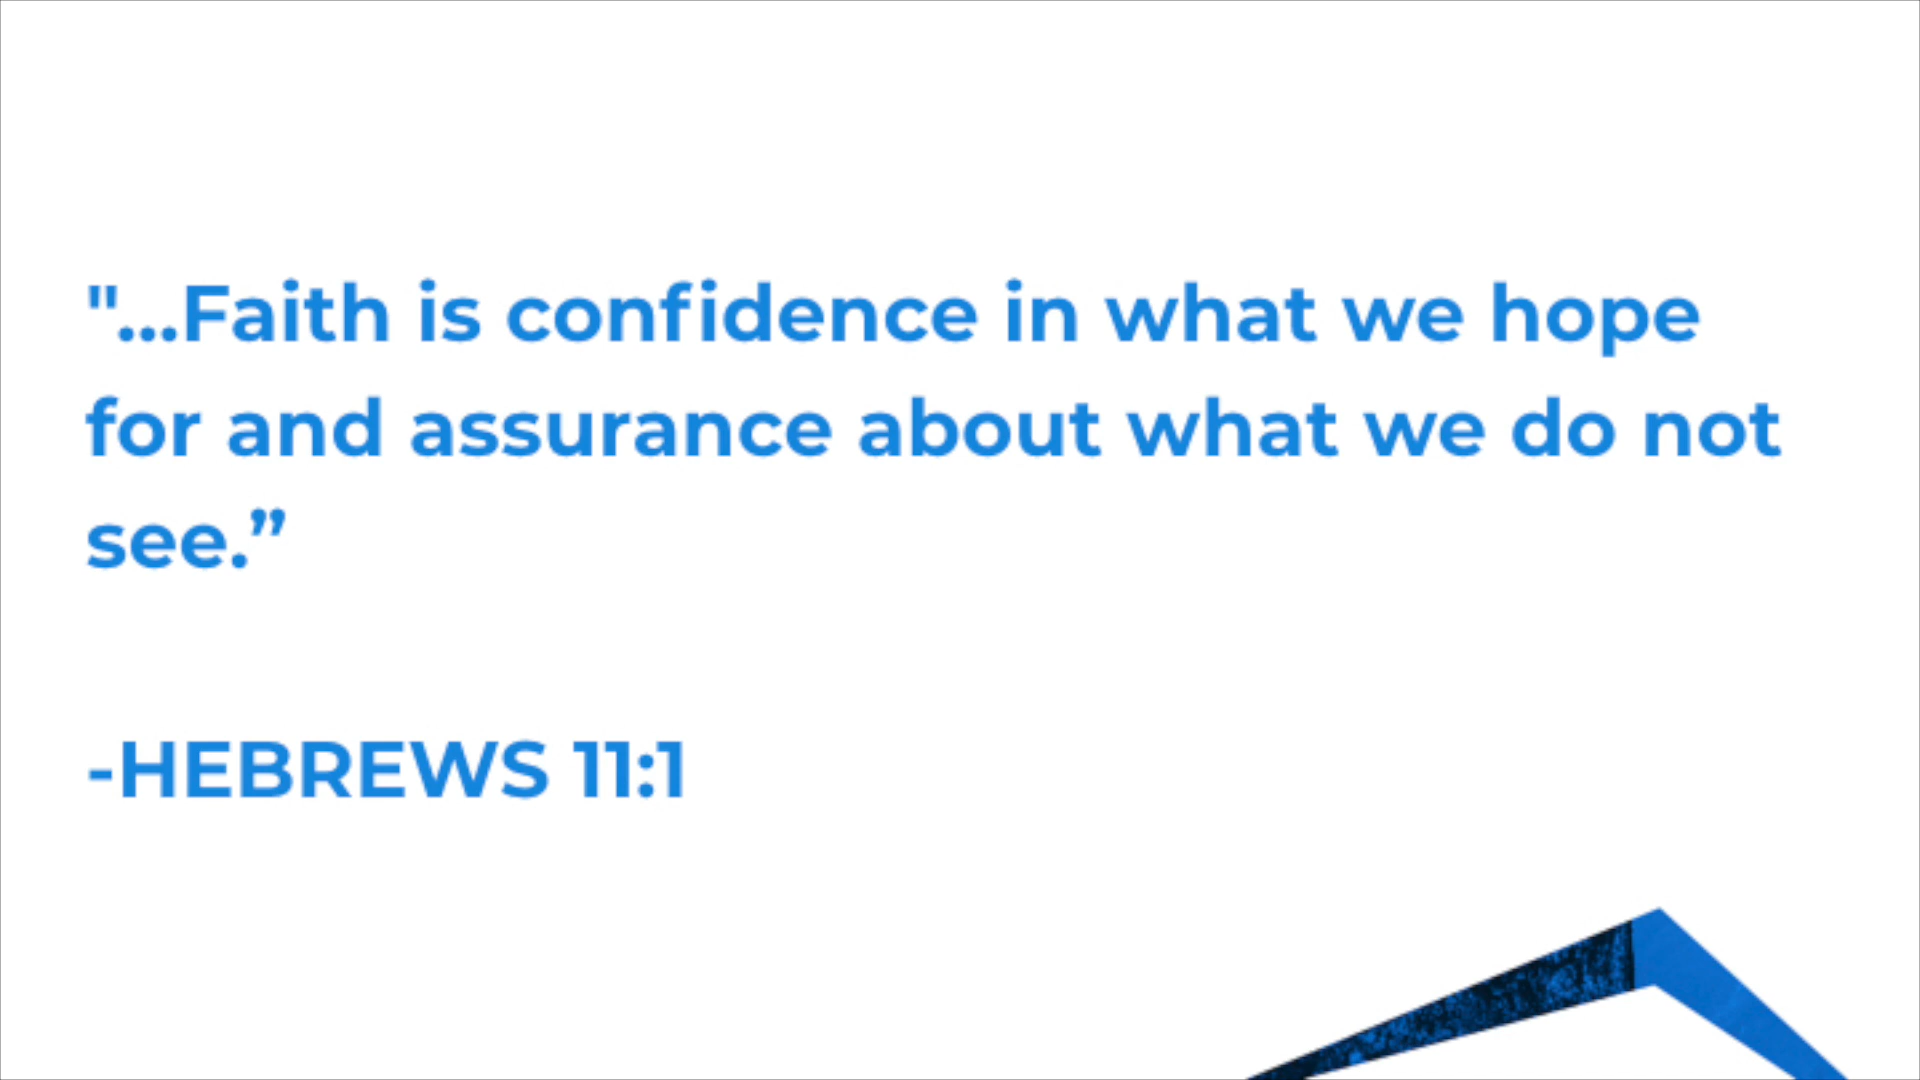 "...Faith is confidence in what we hope
for and assurance about what we do not
see.”
-HEBREWS 11:1